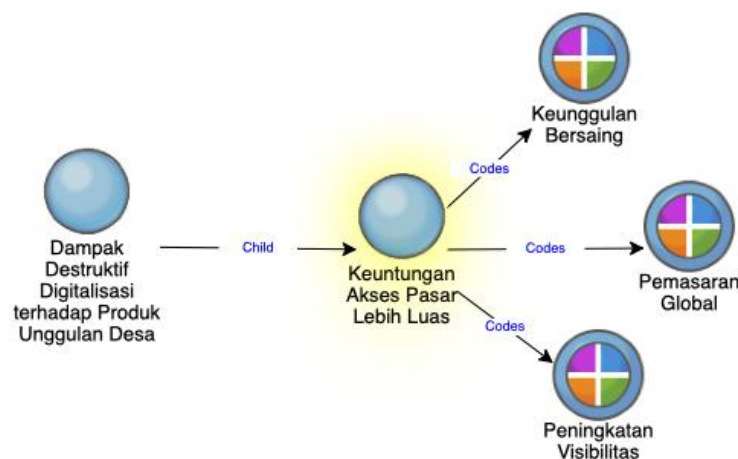 Dampak
Destruktif
Digitalisasi
terhadap Produk
Unggulan Desa
Child
Keuntungan
Akses Pasar
Lebih Luas
Codes
Keunggulan
Bersaing
Codes
Pemasaran
Global
Codes
Peningkatan
Visibilitas